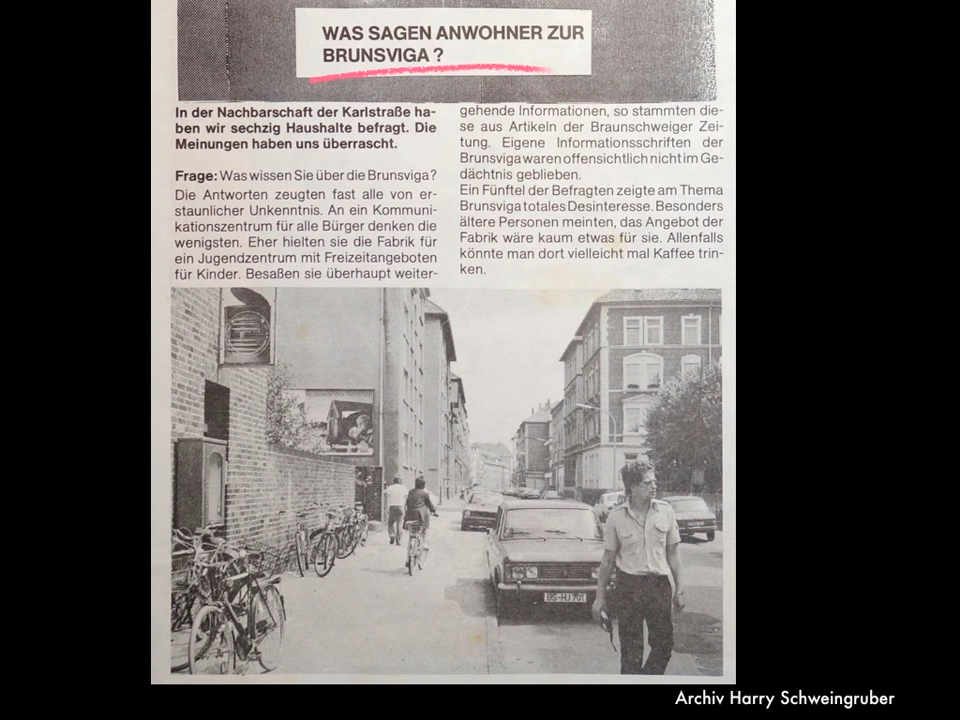 WAS SAGEN ANWOHNER ZUR
BRUNSVIGA ?
In der Nachbarschaft der Karlstraße ha-
ben wir sechzig Haushalte befragt. Die
Meinungen haben uns überrascht.
Frage: Was wissen Sie über die Brunsviga?
Die Antworten zeugten fast alle von er-
staunlicher Unkenntnis. An ein Kommuni-
kationszentrum für alle Bürger denken die
wenigsten. Eher hielten sie die Fabrik für
ein Jugendzentrum mit Freizeitangeboten
für Kinder. Besaßen sie überhaupt weiter-
gehende Informationen, so stammten die-
se aus Artikeln der Braunschweiger Zei-
tung. Eigene Informationsschriften der
Brunsviga waren offensichtlich nicht im Ge-
dächtnis geblieben.
Ein Fünftel der Befragten zeigte am Thema
Brunsviga totales Desinteresse. Besonders
ältere Personen meinten, das Angebot der
Fabrik wäre kaum etwas für sie. Allenfalls
könnte man dort vielleicht mal Kaffee trin-
ken.
BS-HJ 701
Archiv Harry Schweingruber